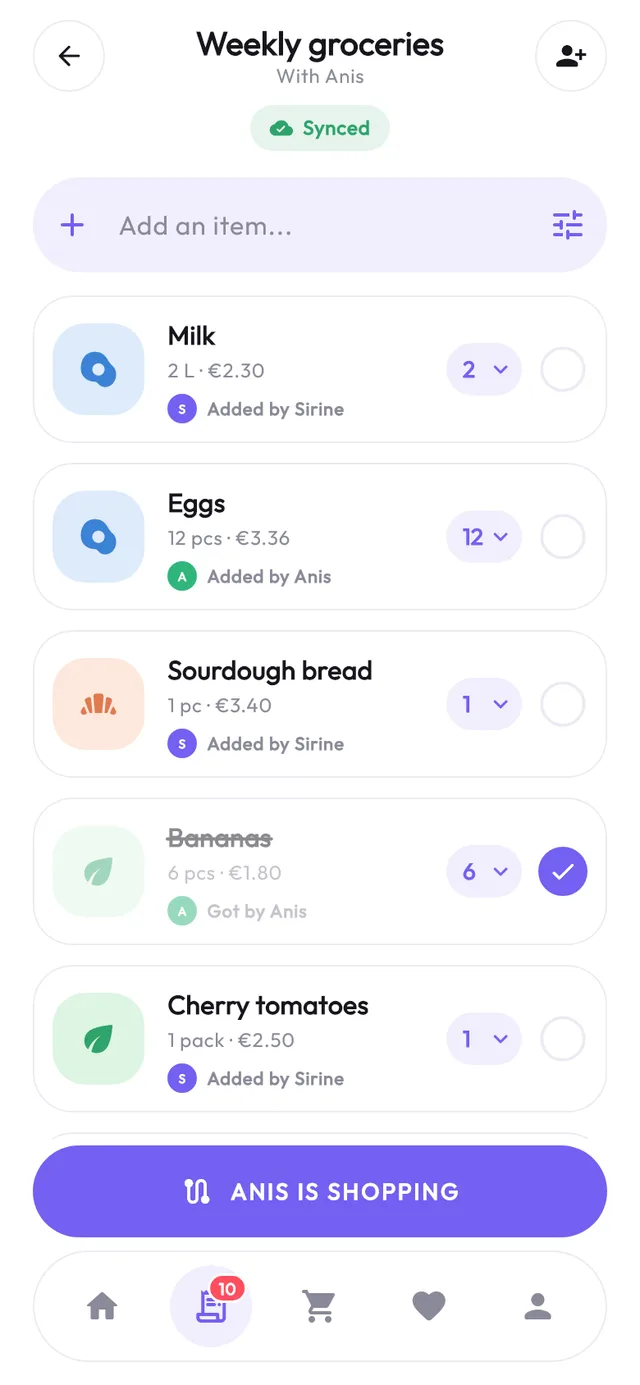 Weekly groceries
With Anis
Synced
Add an item...
Milk
2 L · €2.30
2
S Added by Sirine
Eggs
12 pcs · €3.36
12
A Added by Anis
Sourdough bread
1 pc · €3.40
1
S Added by Sirine
Bananas
6 pcs · €1.80
6
A Got by Anis
Cherry tomatoes
1 pack · €2.50
1
S Added by Sirine
ANIS IS SHOPPING
10